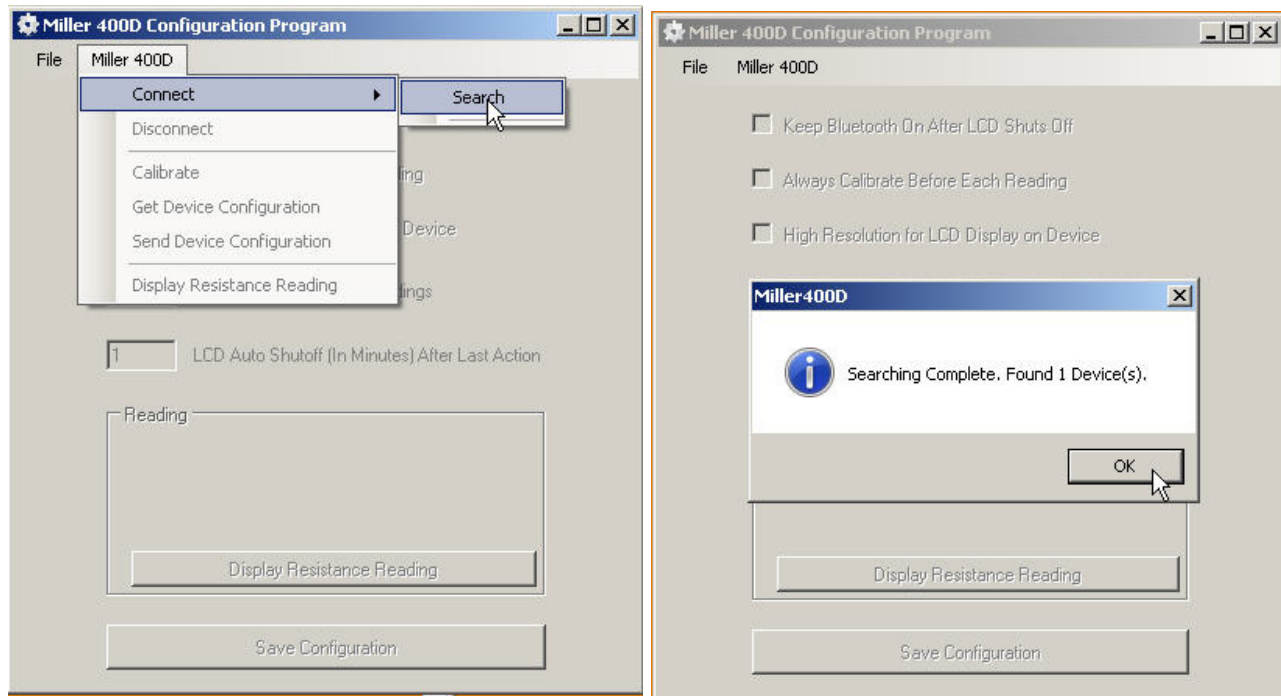 Miller 400D Configuration Program
File Miller 400D
Connect
Search
Disconnect
Calibrate
Get Device Configuration
Send Device Configuration
Display Resistance Reading
ing
Device
dings
1 LCD Auto Shutoff (In Minutes) After Last Action
Reading
Display Resistance Reading
Save Configuration
Miller 400D Configuration Program
File Miller 400D
Keep Bluetooth On After LCD Shuts Off
Always Calibrate Before Each Reading
High Resolution for LCD Display on Device
Miller400D
Searching Complete. Found 1 Device(s).
OK
Display Resistance Reading
Save Configuration